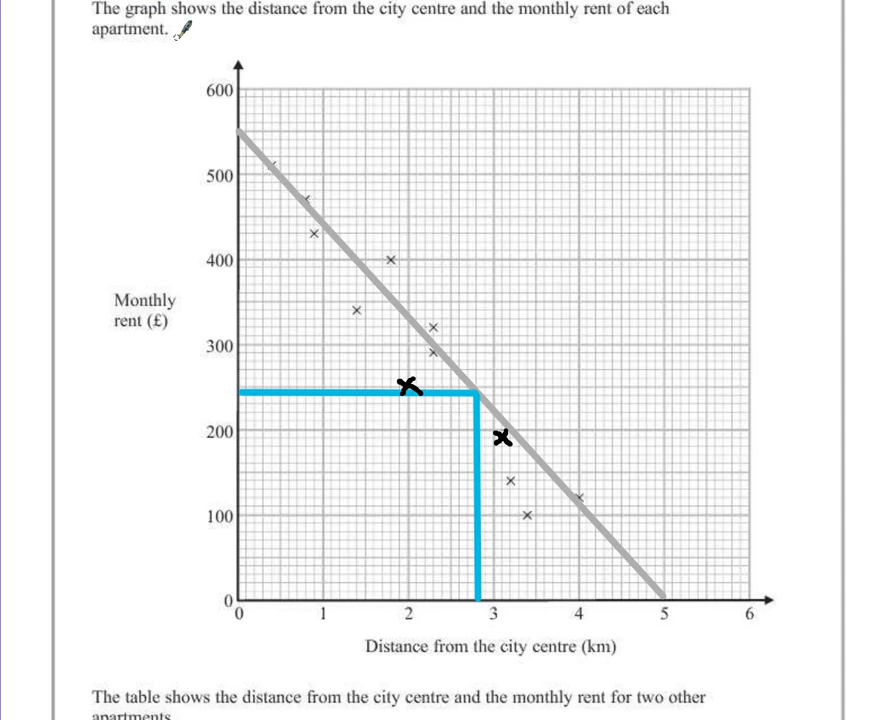 The graph shows the distance from the city centre and the monthly rent of each
apartment.
600
500
400
Monthly
rent (£)
300
200
100
0
0 1 2 3 4 5 6
Distance from the city centre (km)
The table shows the distance from the city centre and the monthly rent for two other
apartments